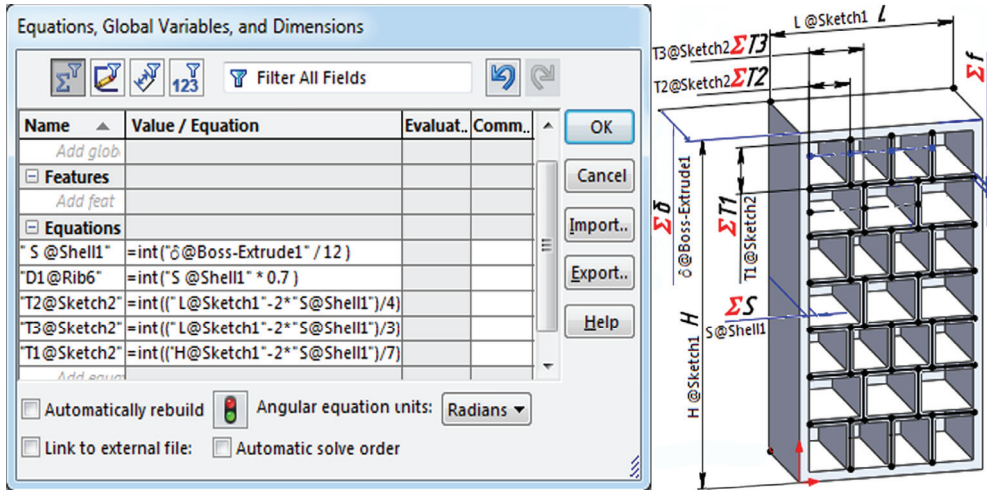 Equations, Global Variables, and Dimensions
Σ 123 Filter All Fields
Name Value / Equation Evaluat.. Comm..
Add glob
Features
Add feat
Equations
" S @Shell1" =int("δ@Boss-Extrude1" / 12 )
"D1@Rib6" =int("S @Shell1" * 0.7 )
"T2@Sketch2" =int((" L@Sketch1"-2*"S@Shell1")/4)
"T3@Sketch2" =int((" L@Sketch1"-2*"S@Shell1")/3)
"T1@Sketch2" =int(("H@Sketch1"-2*"S@Shell1")/7)
Add equat
OK
Cancel
Import..
Export..
Help
Automatically rebuild Angular equation units: Radians
Link to external file: Automatic solve order
L @Sketch1 L
T3@Sketch2 ΣT3
T2@Sketch2 ΣT2
Σf
Σδ
δ@Boss-Extrude1
ΣT1
T1@Sketch2
ΣS
S@Shell1
H @Sketch1 H